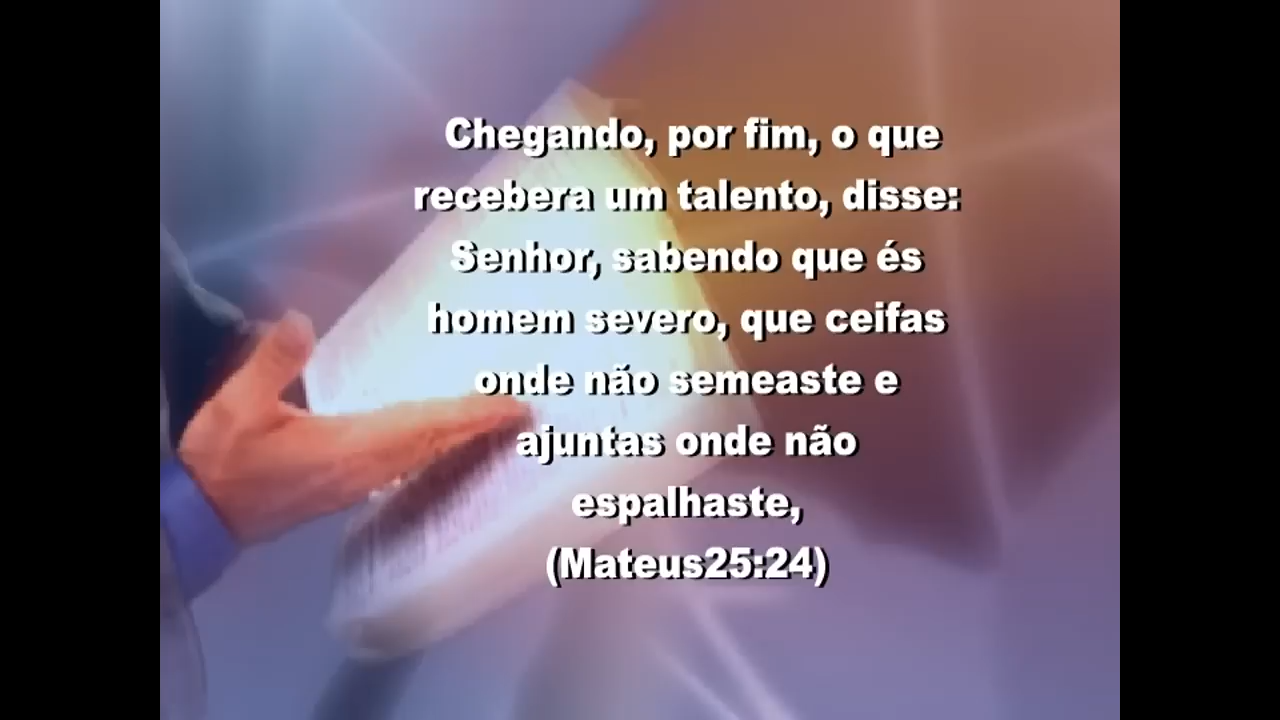 Chegando, por fim, o que
recebera um talento, disse:
Senhor, sabendo que és
homem severo, que ceifas
onde não semeaste e
ajuntas onde não
espalhaste,
(Mateus25:24)